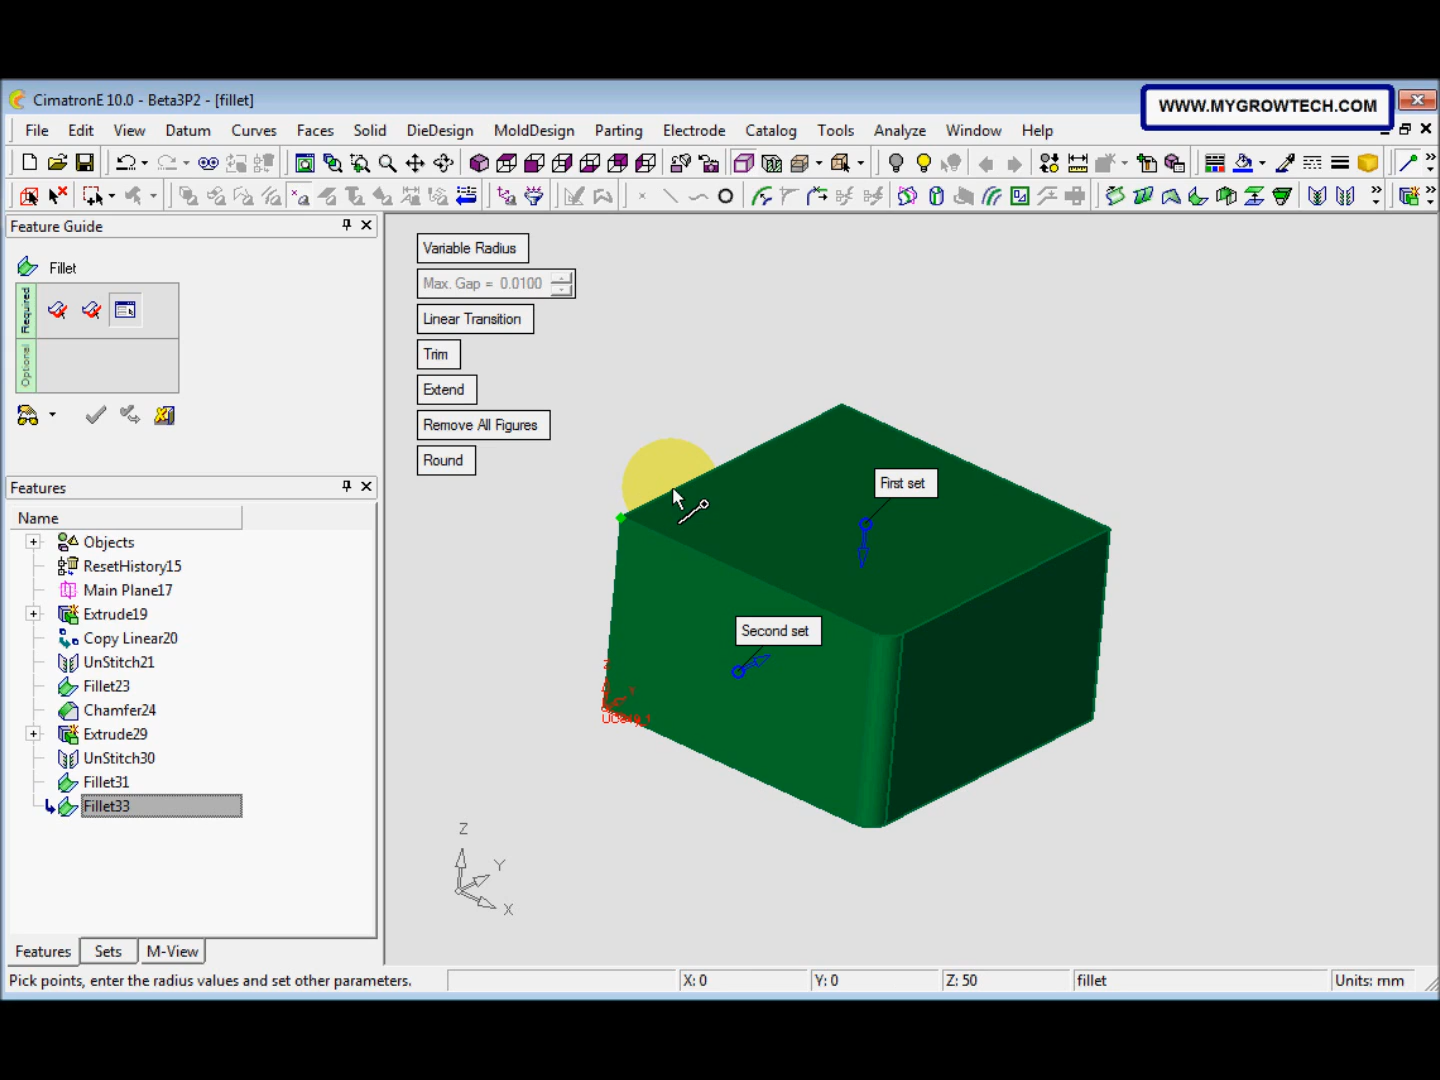 CimatronE 10.0 - Beta3P2 - [fillet]
WWW.MYGROWTECH.COM
File Edit View Datum Curves Faces Solid DieDesign MoldDesign Parting Electrode Catalog Tools Analyze Window Help
Feature Guide
Fillet
Required
Optional
Variable Radius
Max. Gap = 0.0100
Linear Transition
Trim
Extend
Remove All Figures
Round
First set
Second set
Features
Name
Objects
ResetHistory15
Main Plane17
Extrude19
Copy Linear20
UnStitch21
Fillet23
Chamfer24
Extrude29
UnStitch30
Fillet31
Fillet33
Z
Y
X
Features Sets M-View
Pick points, enter the radius values and set other parameters. X: 0 Y: 0 Z: 50 fillet Units: mm